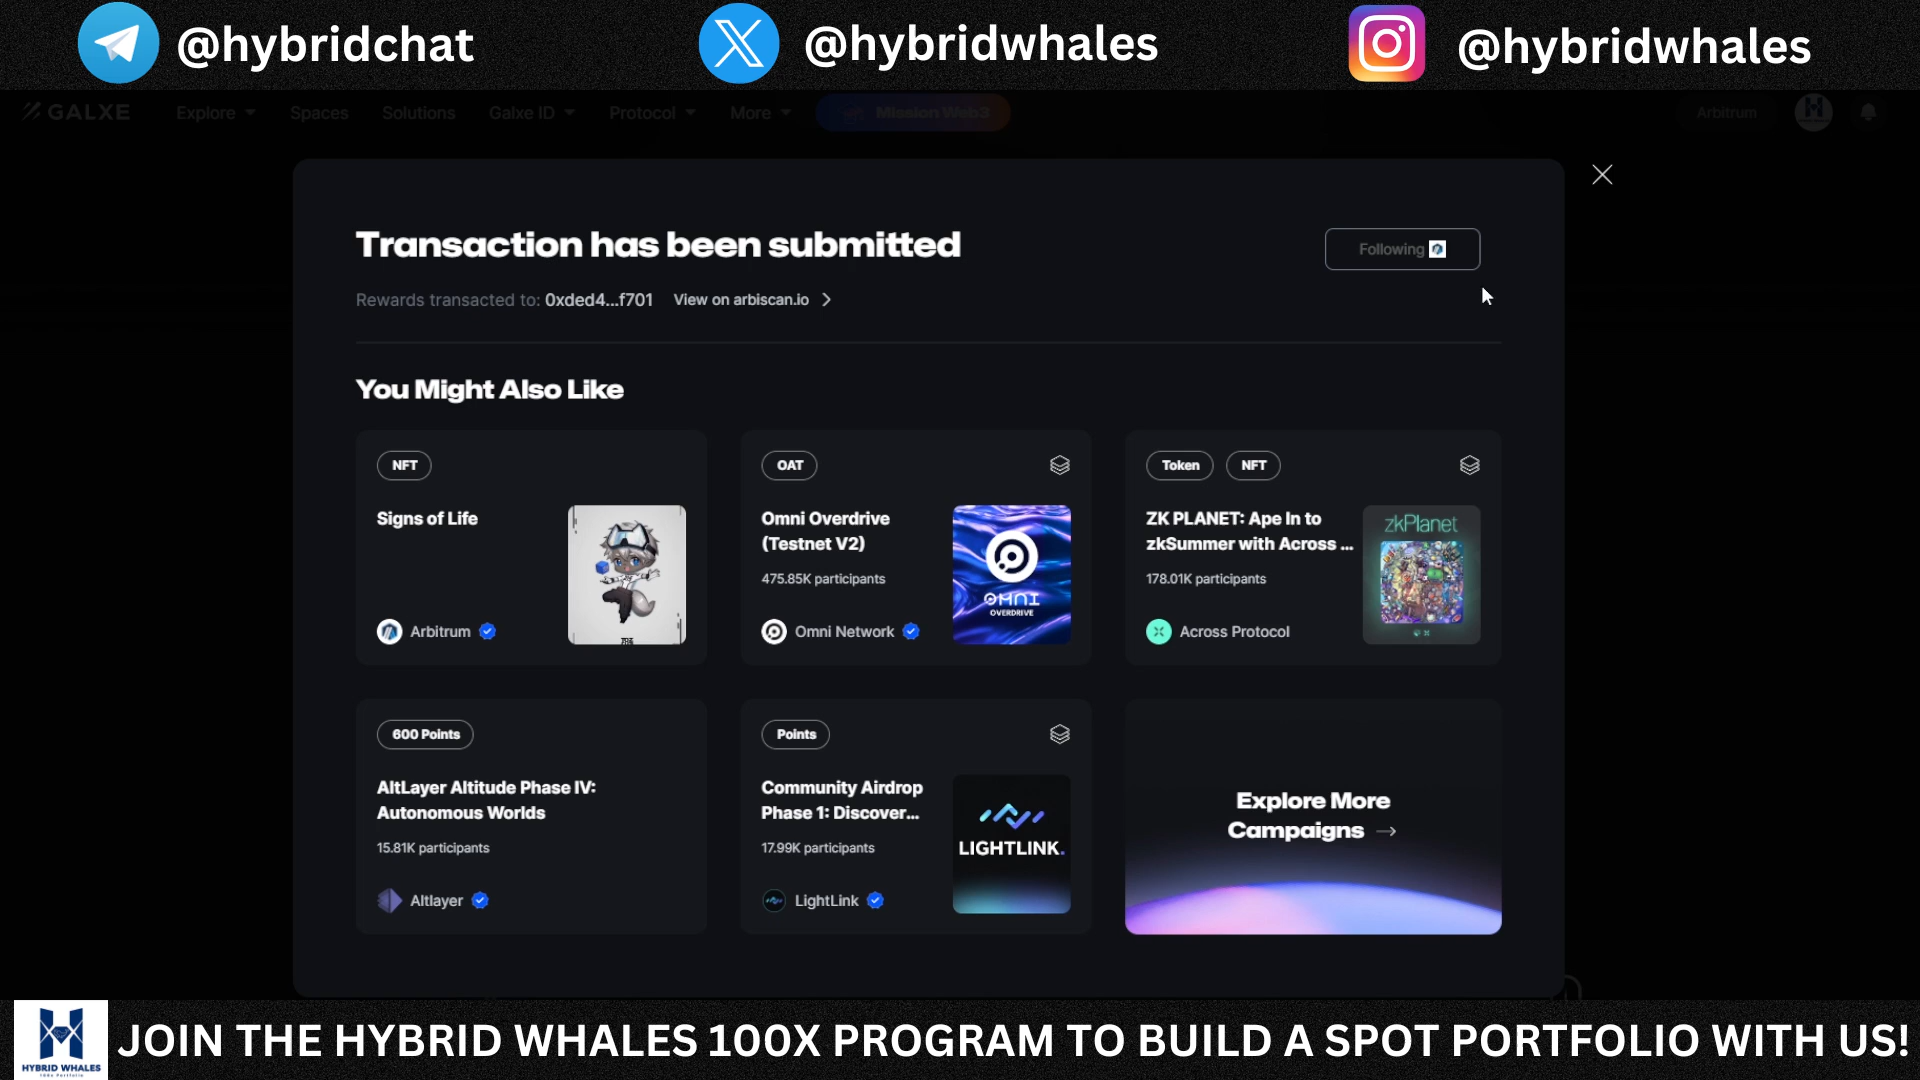 @hybridchat
@hybridwhales
@hybridwhales
GALXE
Explore
Spaces
Solutions
Galxe ID
Protocol
More
Mission Web3
Arbitrum
Transaction has been submitted
Following
Rewards transacted to: 0xded4...f701
View on arbiscan.io
You Might Also Like
NFT
Signs of Life
Arbitrum
OAT
Omni Overdrive
(Testnet V2)
475.85K participants
Omni Network
OMNI
OVERDRIVE
Token
NFT
ZK PLANET: Ape In to
zkSummer with Across ...
178.01K participants
Across Protocol
zkPlanet
600 Points
AltLayer Altitude Phase IV:
Autonomous Worlds
15.81K participants
Altlayer
Points
Community Airdrop
Phase 1: Discover...
17.99K participants
LightLink
LIGHTLINK.
Explore More
Campaigns →
HYBRID WHALES
100x Portfolio
JOIN THE HYBRID WHALES 100X PROGRAM TO BUILD A SPOT PORTFOLIO WITH US!